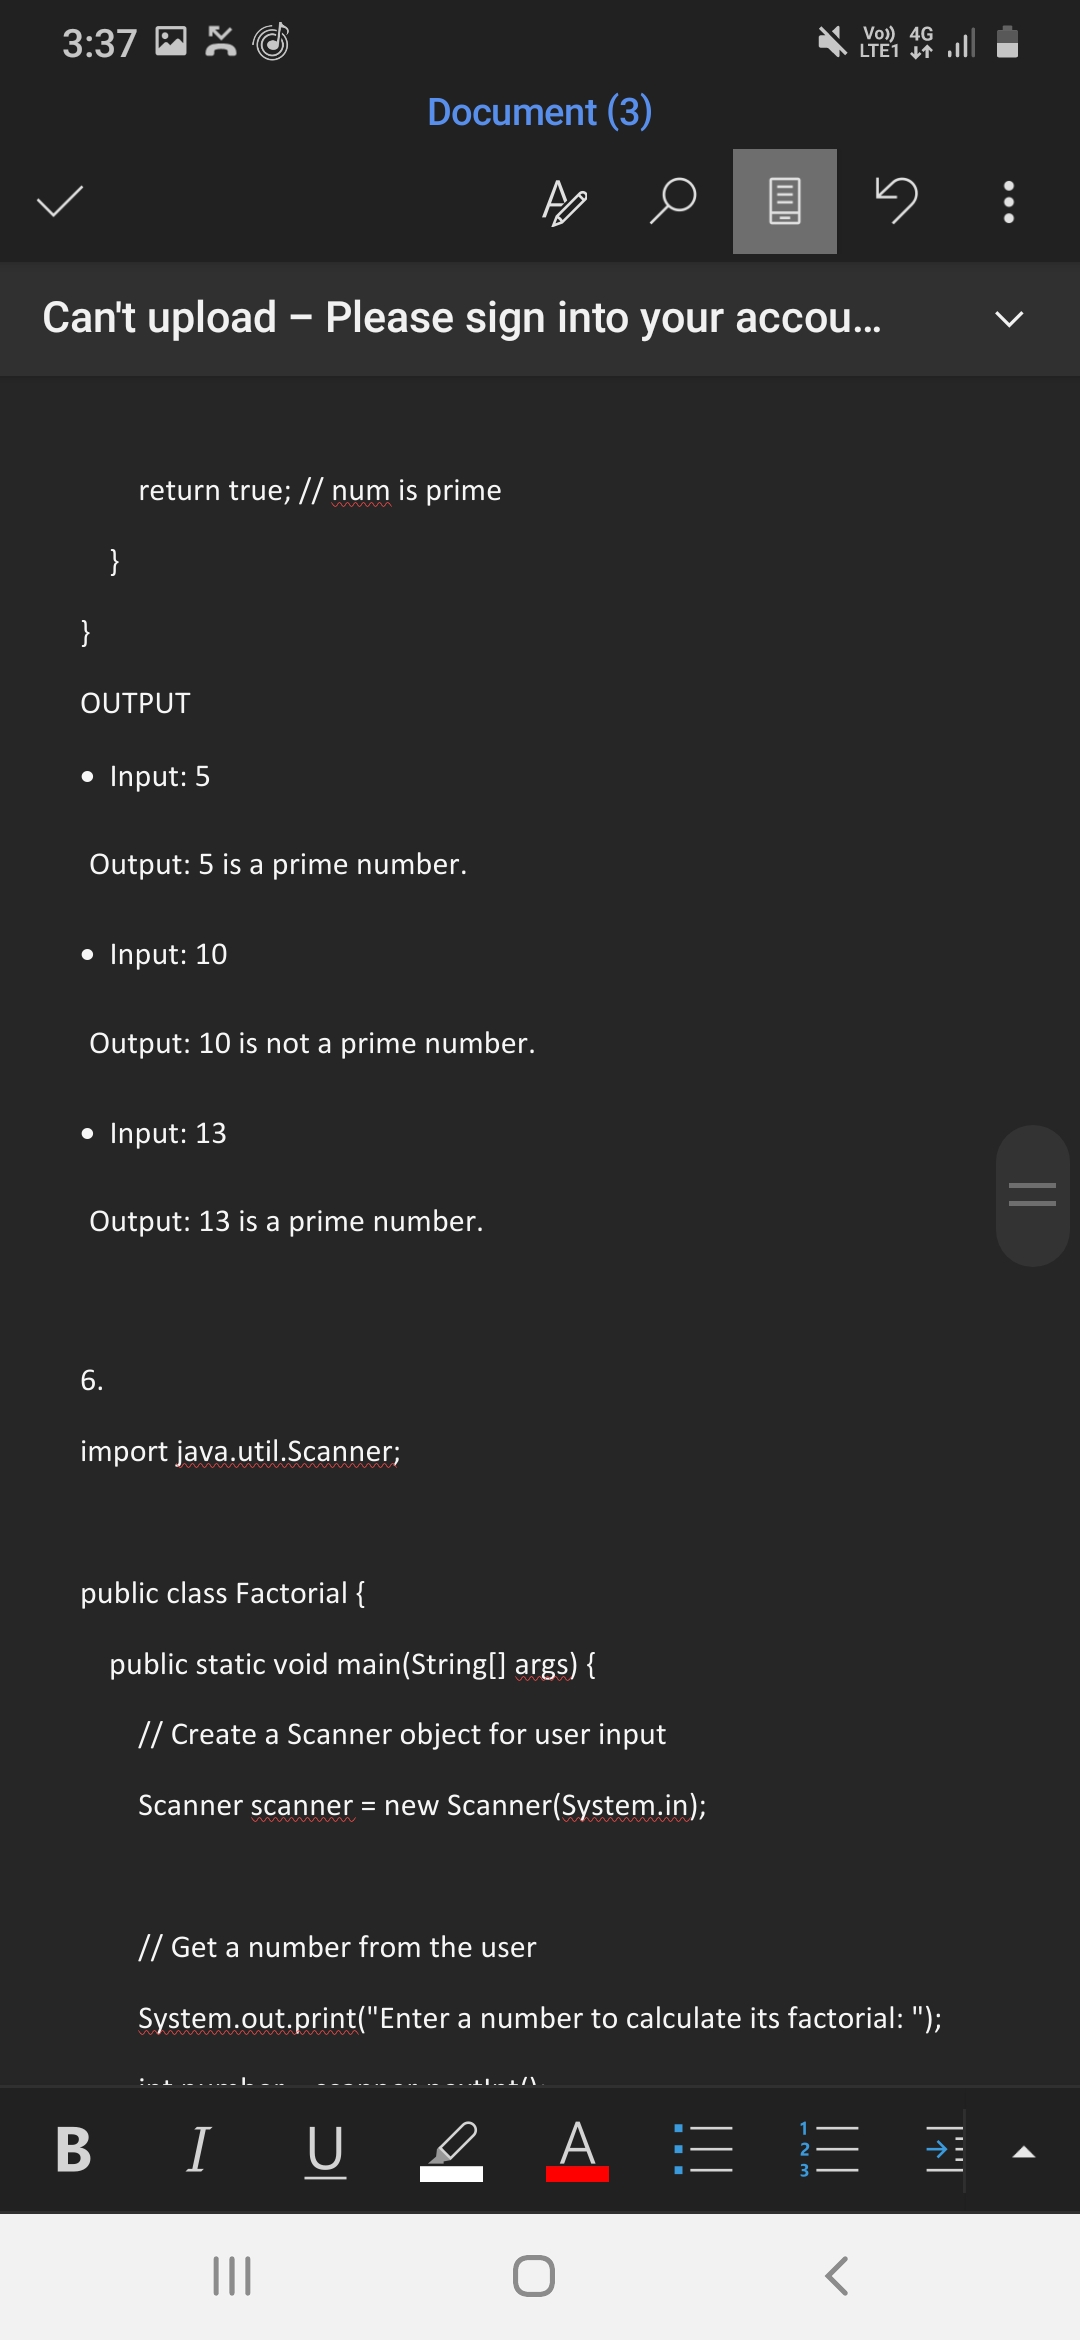 3:37
Vo)) 4G
LTE1
Document (3)
Can't upload – Please sign into your accou...
return true; // num is prime
}
}
OUTPUT
• Input: 5
Output: 5 is a prime number.
• Input: 10
Output: 10 is not a prime number.
• Input: 13
Output: 13 is a prime number.
6.
import java.util.Scanner;
public class Factorial {
public static void main(String[] args) {
// Create a Scanner object for user input
Scanner scanner = new Scanner(System.in);
// Get a number from the user
System.out.print("Enter a number to calculate its factorial: ");
B I U A 1 2 3